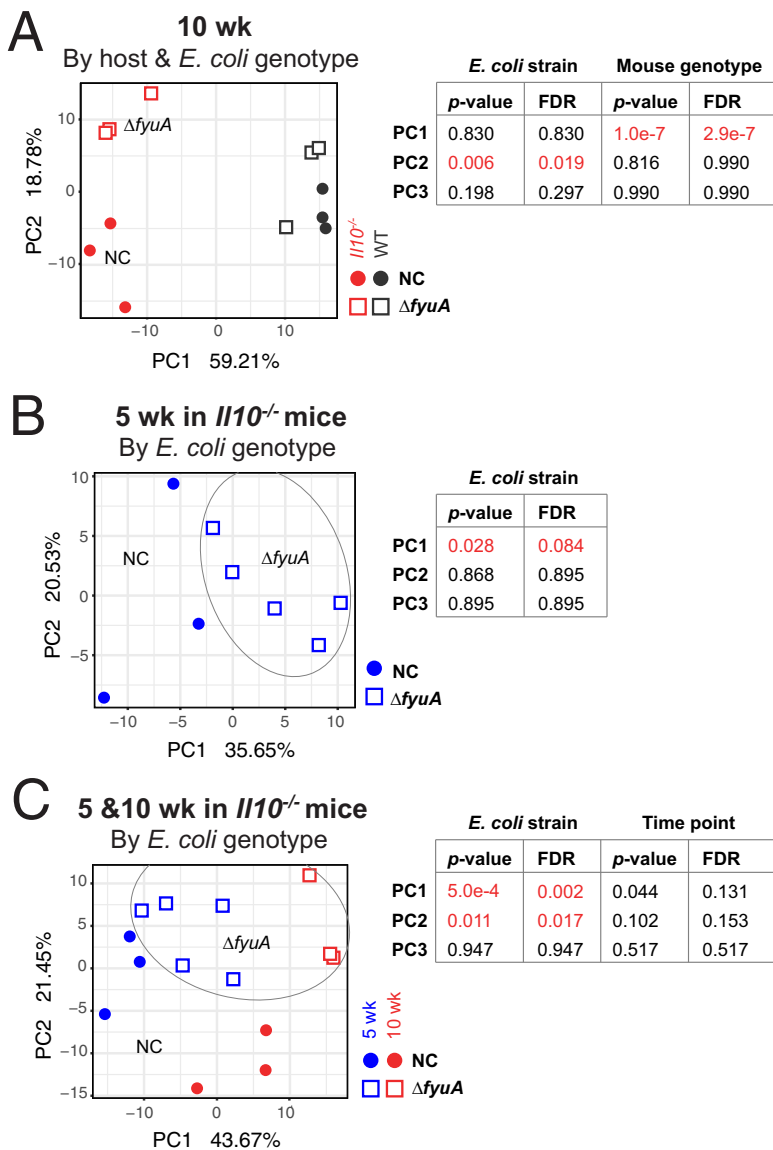 A
10 wk
By host & E. coli genotype
10
0
−10
PC2 18.78%
ΔfyuA
NC
−10 0 10
PC1 59.21%
Il10-/-
WT
NC
ΔfyuA
E. coli strain Mouse genotype
p-value FDR p-value FDR
PC1 0.830 0.830 1.0e-7 2.9e-7
PC2 0.006 0.019 0.816 0.990
PC3 0.198 0.297 0.990 0.990
B
5 wk in Il10-/- mice
By E. coli genotype
10
5
0
−5
PC2 20.53%
NC
ΔfyuA
−10 −5 0 5 10
PC1 35.65%
NC
ΔfyuA
E. coli strain
p-value FDR
PC1 0.028 0.084
PC2 0.868 0.895
PC3 0.895 0.895
C
5 &10 wk in Il10-/- mice
By E. coli genotype
10
5
0
−5
−10
−15
PC2 21.45%
ΔfyuA
NC
−10 0 10
PC1 43.67%
5 wk
10 wk
NC
ΔfyuA
E. coli strain Time point
p-value FDR p-value FDR
PC1 5.0e-4 0.002 0.044 0.131
PC2 0.011 0.017 0.102 0.153
PC3 0.947 0.947 0.517 0.517